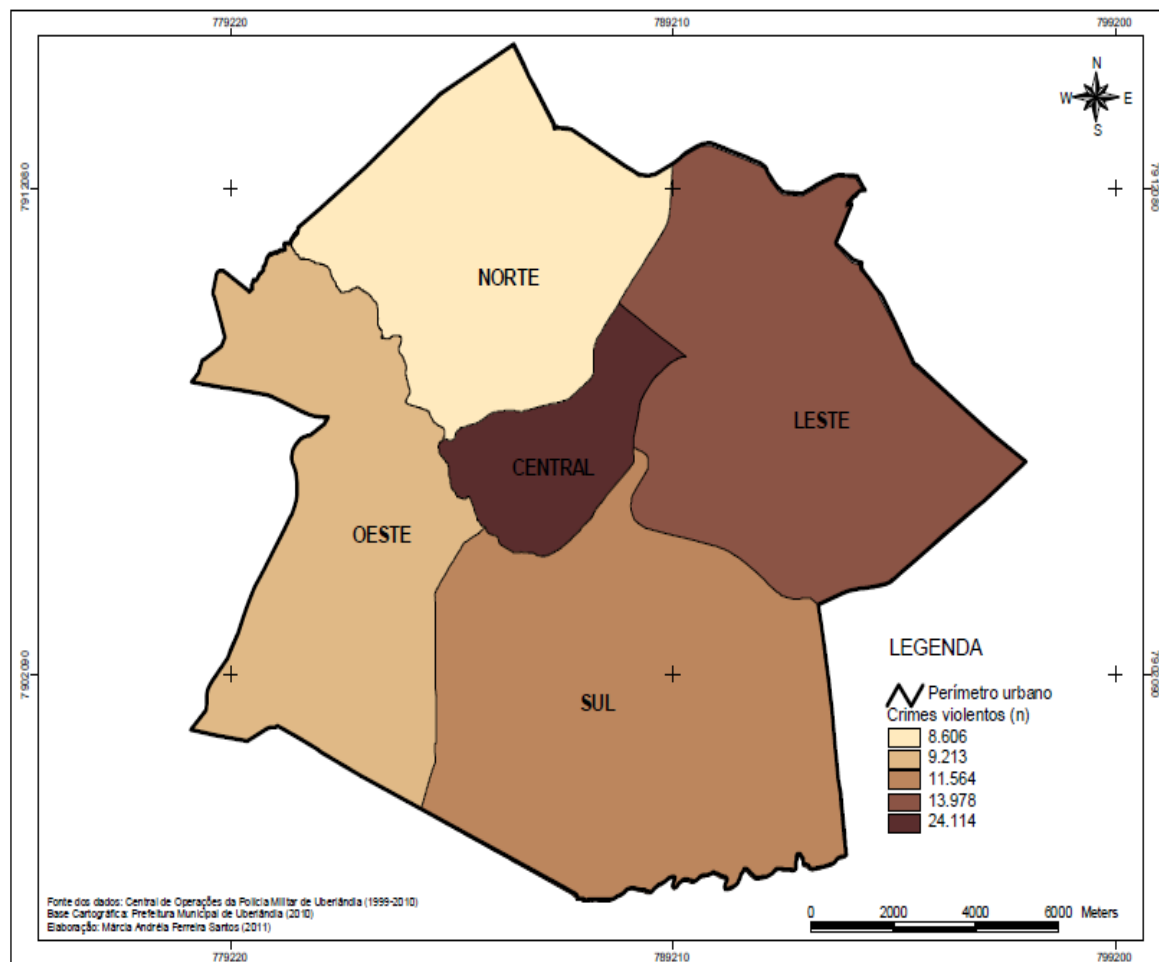 779220 789210 799200
N
W E
S
7912080 7912080
NORTE
LESTE
CENTRAL
OESTE
LEGENDA
7902090 7902090
Perímetro urbano
SUL
Crimes violentos (n)
8.606
9.213
11.564
13.978
24.114
Fonte dos dados: Central de Operações da Polícia Militar de Uberlândia (1999-2010)
Base Cartográfica: Prefeitura Municipal de Uberlândia (2010)
Elaboração: Márcia Andréia Ferreira Santos (2011)
0 2000 4000 6000 Meters
779220 789210 799200